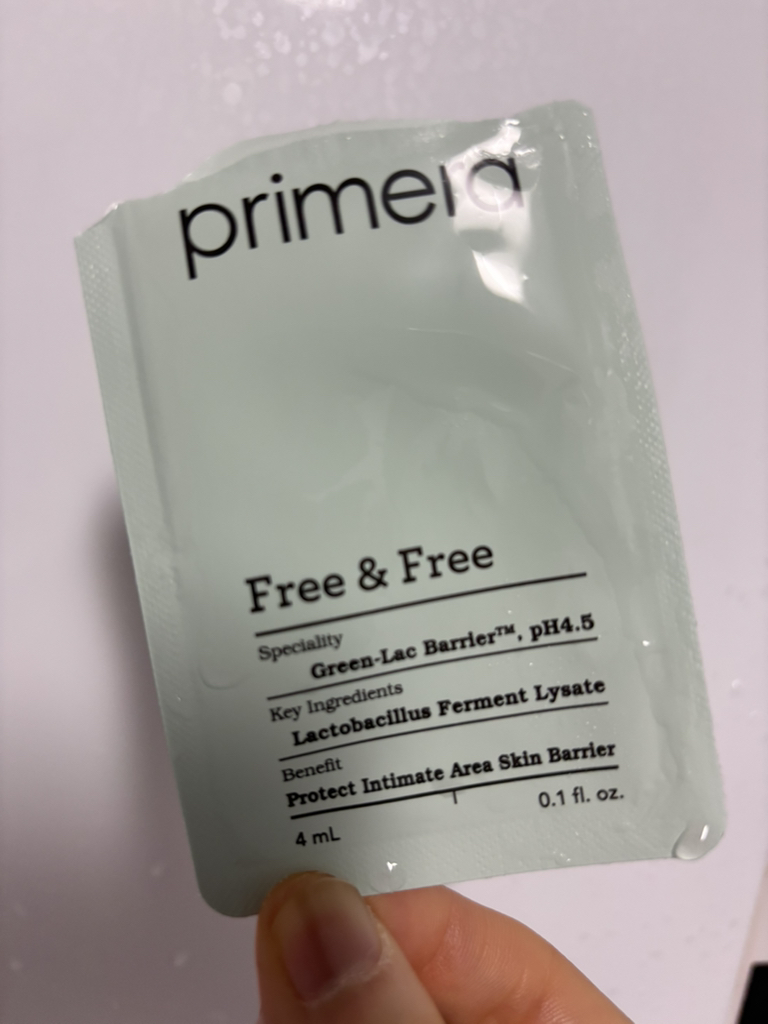 primera
Free & Free
Speciality
Green-Lac Barrier™, pH4.5
Key Ingredients
Lactobacillus Ferment Lysate
Benefit
Protect Intimate Area Skin Barrier
4 mL 0.1 fl. oz.